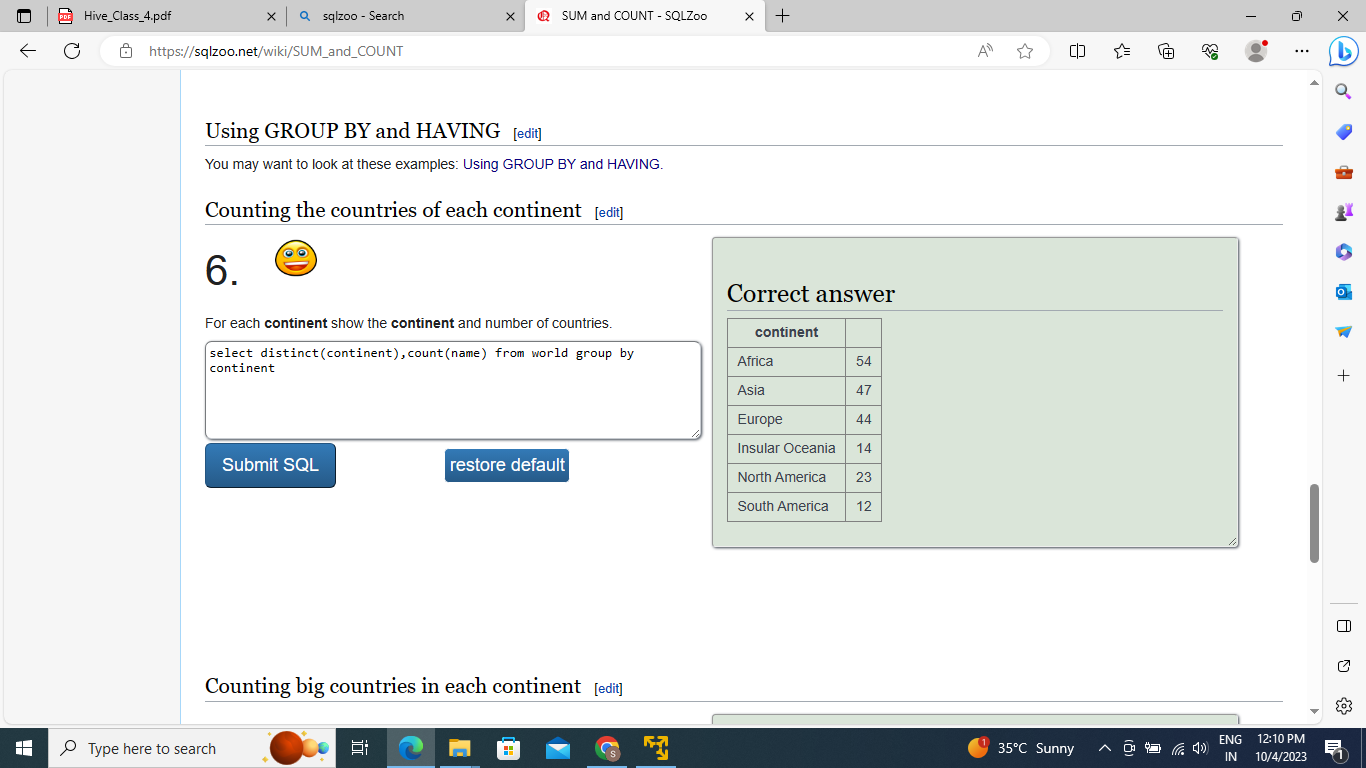 Hive_Class_4.pdf
sqlzoo - Search
SUM and COUNT - SQLZoo
https://sqlzoo.net/wiki/SUM_and_COUNT
Using GROUP BY and HAVING [edit]
You may want to look at these examples: Using GROUP BY and HAVING.
Counting the countries of each continent [edit]
6.
For each continent show the continent and number of countries.
select distinct(continent),count(name) from world group by
continent
Submit SQL
restore default
Correct answer
continent
Africa 54
Asia 47
Europe 44
Insular Oceania 14
North America 23
South America 12
Counting big countries in each continent [edit]
Type here to search
35°C Sunny
ENG
IN
12:10 PM
10/4/2023
1